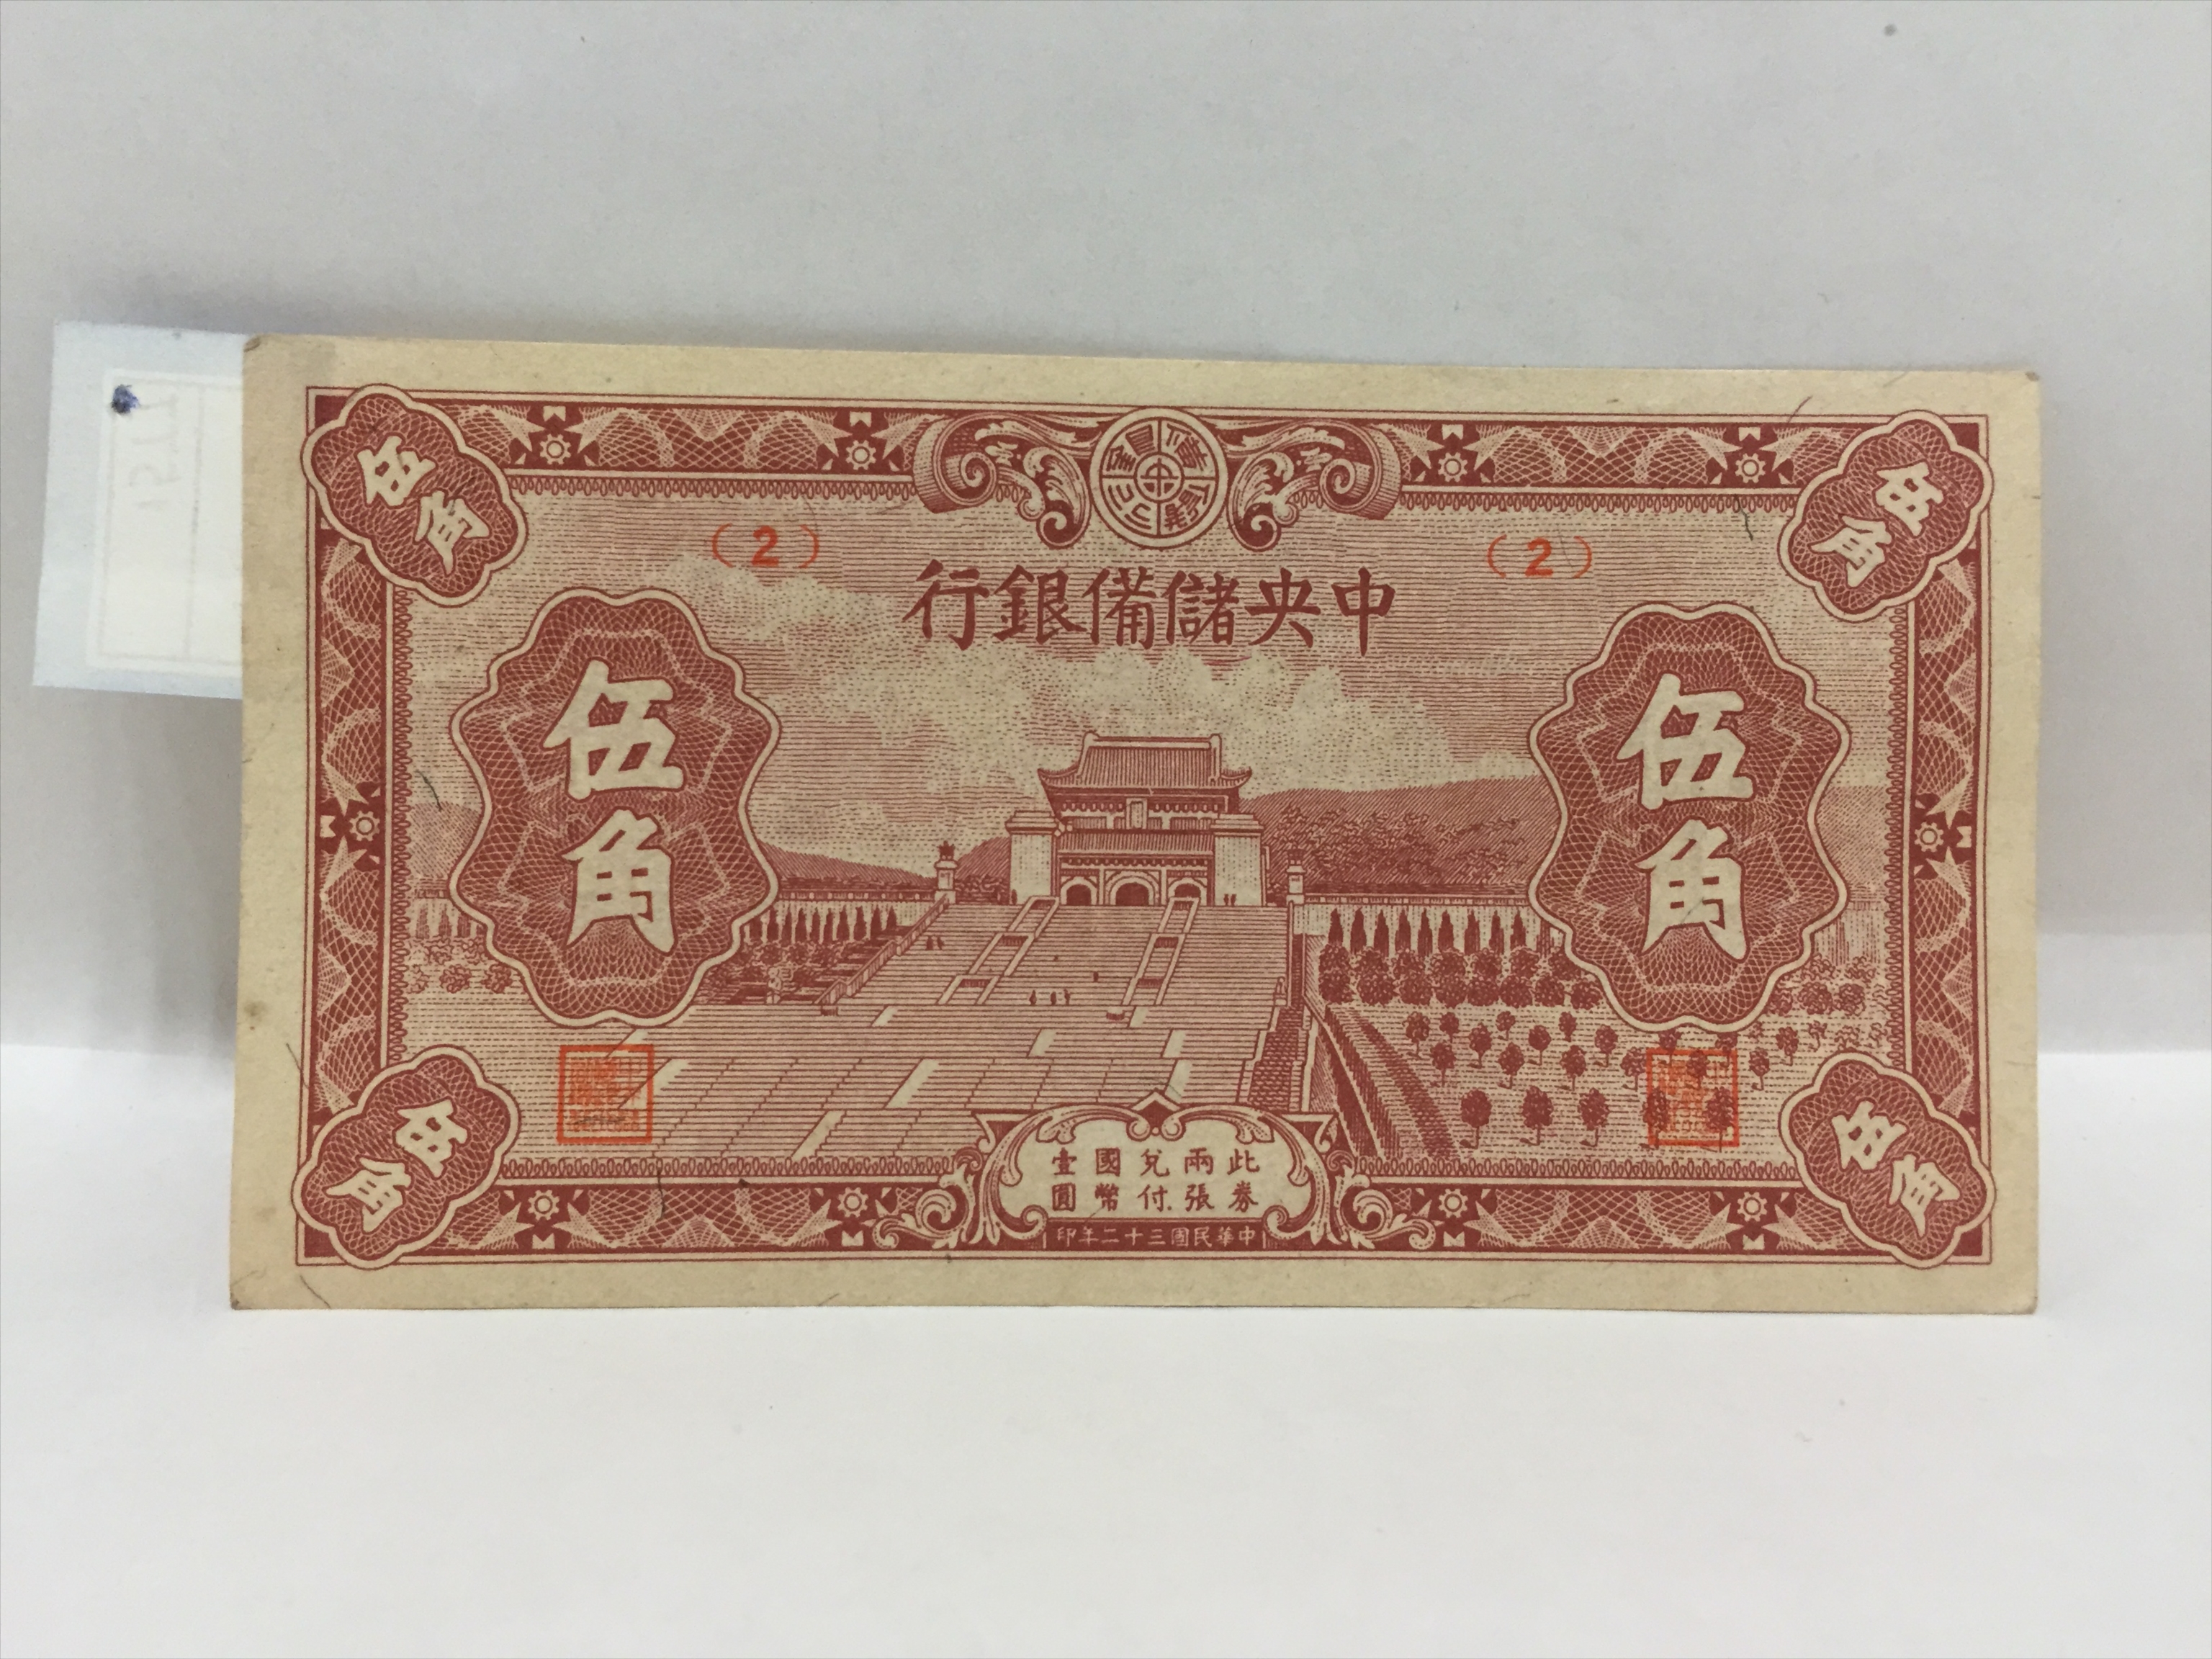 伍角
伍角
(2)
(2)
中央儲備銀行
伍角
伍角
此券兩張兌付國幣壹圓
中華民國三十二年印
伍角
伍角